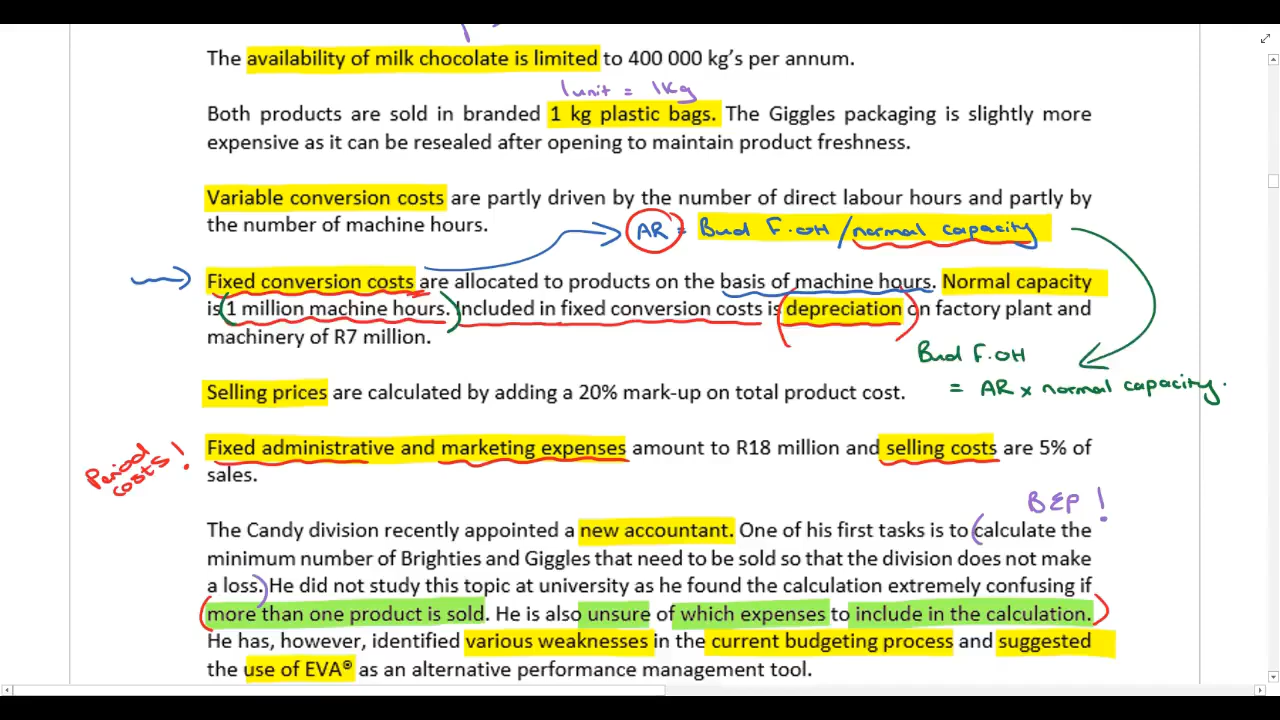 The availability of milk chocolate is limited to 400 000 kg's per annum.
1 unit = 1kg
Both products are sold in branded 1 kg plastic bags. The Giggles packaging is slightly more
expensive as it can be resealed after opening to maintain product freshness.
Variable conversion costs are partly driven by the number of direct labour hours and partly by
the number of machine hours.
AR = Bud F.OH / normal capacity
Fixed conversion costs are allocated to products on the basis of machine hours. Normal capacity
is 1 million machine hours. Included in fixed conversion costs is depreciation on factory plant and
machinery of R7 million.
Bud F.OH
= AR x normal capacity.
Selling prices are calculated by adding a 20% mark-up on total product cost.
Period
costs!
Fixed administrative and marketing expenses amount to R18 million and selling costs are 5% of
sales.
BEP!
The Candy division recently appointed a new accountant. One of his first tasks is to calculate the
minimum number of Brighties and Giggles that need to be sold so that the division does not make
a loss. He did not study this topic at university as he found the calculation extremely confusing if
more than one product is sold. He is also unsure of which expenses to include in the calculation.
He has, however, identified various weaknesses in the current budgeting process and suggested
the use of EVA® as an alternative performance management tool.